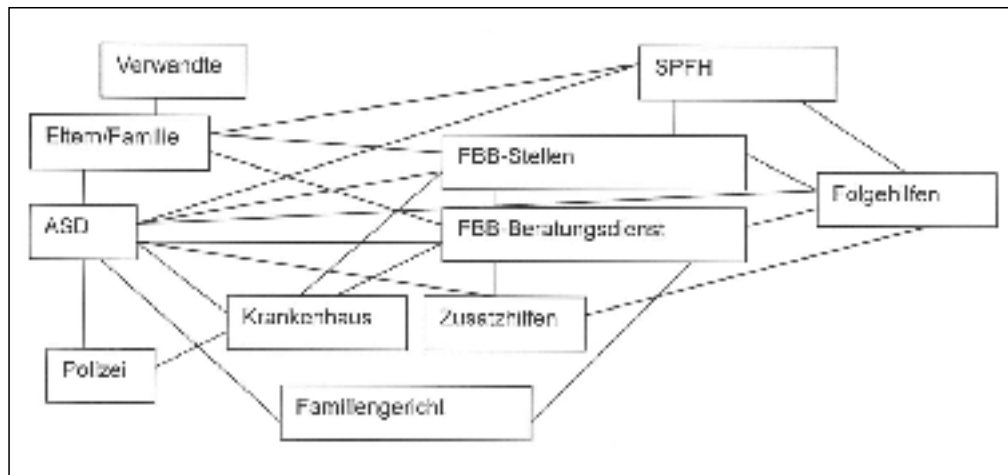 Verwandte
SPFH
Eltern/Familie
FBB-Stellen
Folgehilfen
ASD
FBB-Beratungsdienst
Krankenhaus
Zusatzhilfen
Polizei
Familiengericht